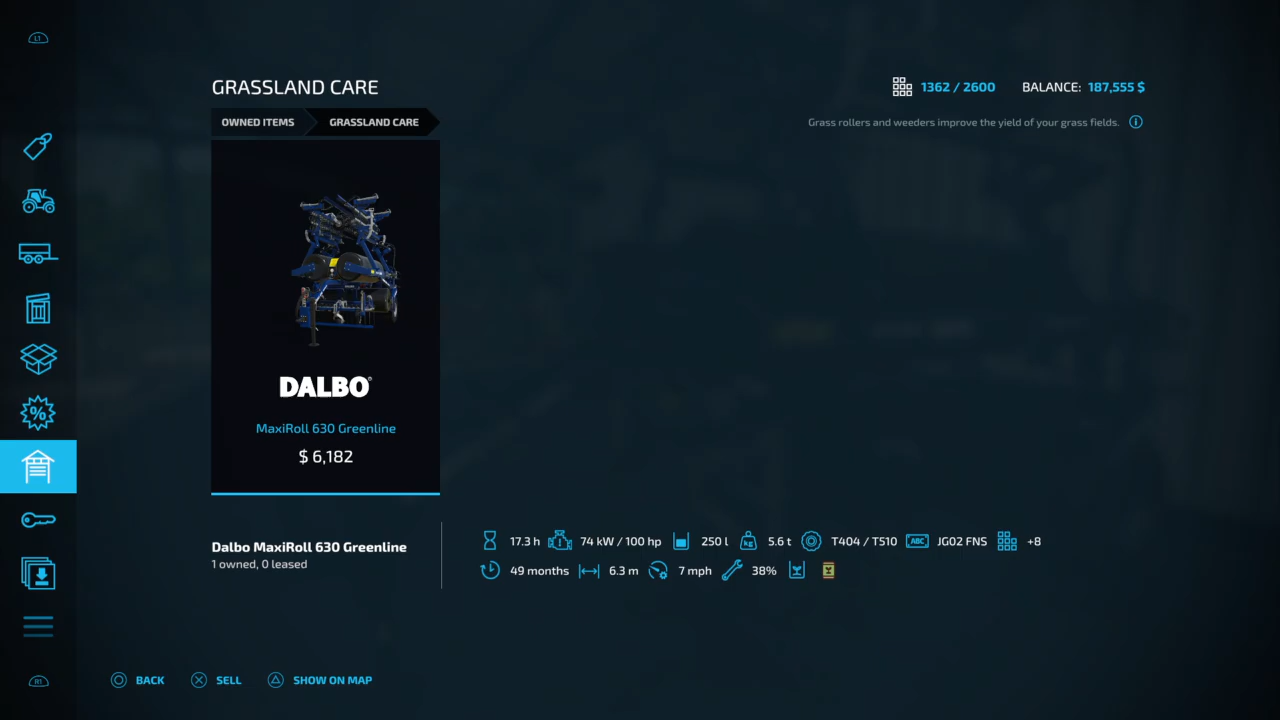 L1
GRASSLAND CARE
1362 / 2600
BALANCE: 187,555 $
OWNED ITEMS
GRASSLAND CARE
Grass rollers and weeders improve the yield of your grass fields.
DALBO®
MaxiRoll 630 Greenline
$ 6,182
Dalbo MaxiRoll 630 Greenline
1 owned, 0 leased
17.3 h 74 kW / 100 hp 250 l kg 5.6 t T404 / T510 ABC JG02 FNS +8
49 months 6.3 m 7 mph 38%
BACK SELL SHOW ON MAP
R1